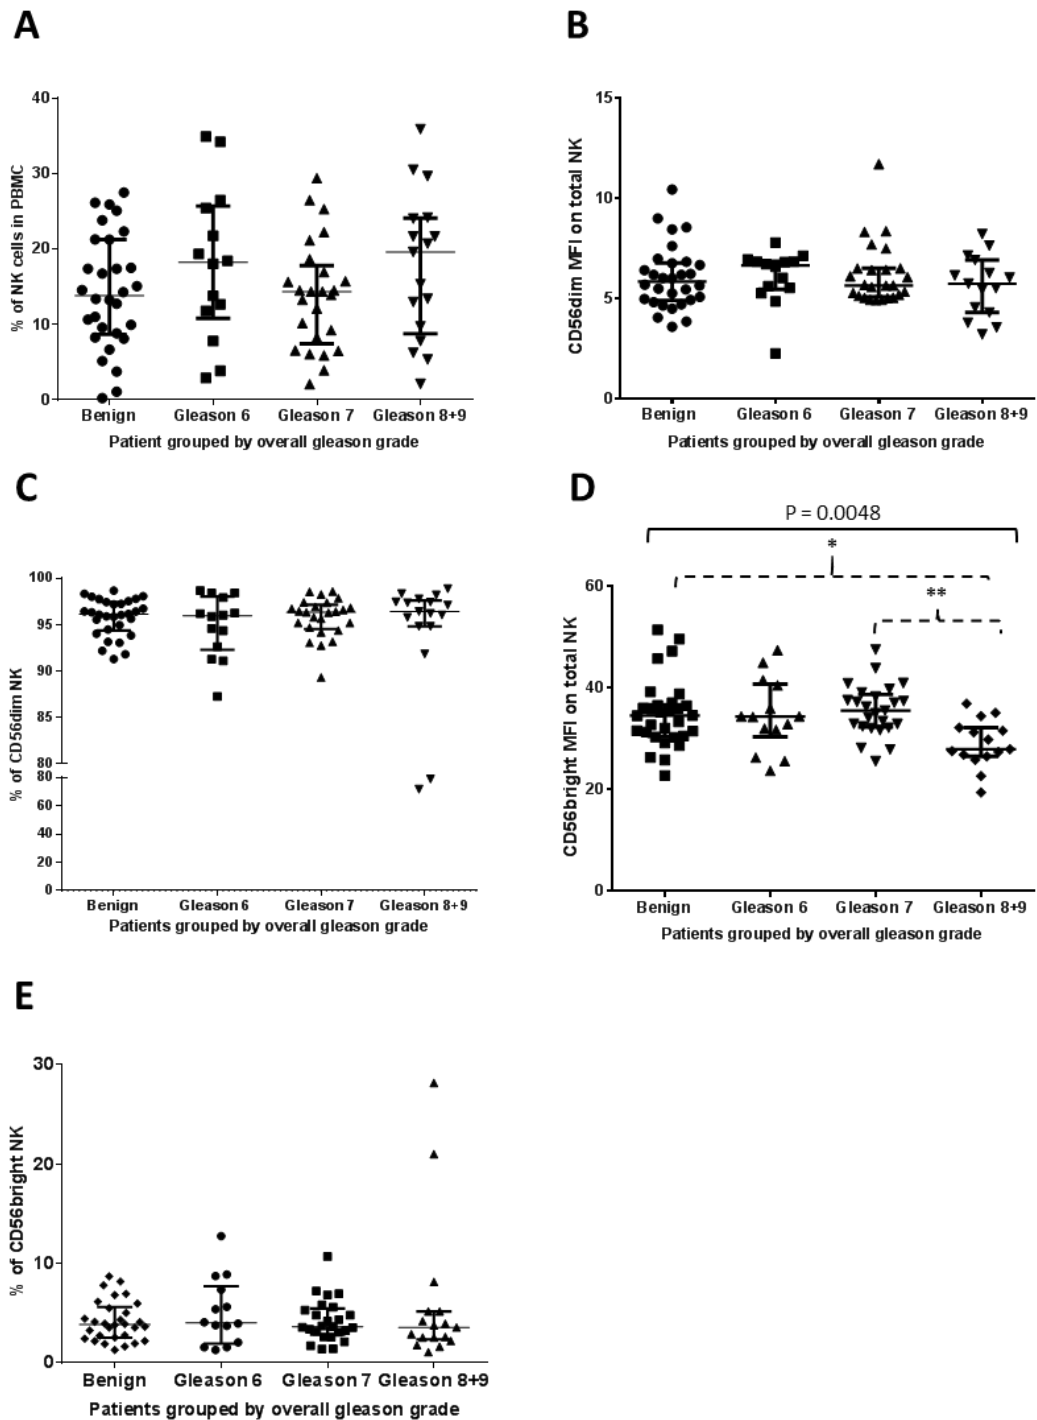 A
% of NK cells in PBMC
40
30
20
10
0
Benign Gleason 6 Gleason 7 Gleason 8+9
Patient grouped by overall gleason grade
B
CD56dim MFI on total NK
15
10
5
0
Benign Gleason 6 Gleason 7 Gleason 8+9
Patients grouped by overall gleason grade
C
% of CD56dim NK
100
95
90
85
80
80
60
40
20
0
Benign Gleason 6 Gleason 7 Gleason 8+9
Patients grouped by overall gleason grade
D
P = 0.0048
*
**
CD56bright MFI on total NK
60
40
20
0
Benign Gleason 6 Gleason 7 Gleason 8+9
Patients grouped by overall gleason grade
E
% of CD56bright NK
30
20
10
0
Benign Gleason 6 Gleason 7 Gleason 8+9
Patients grouped by overall gleason grade